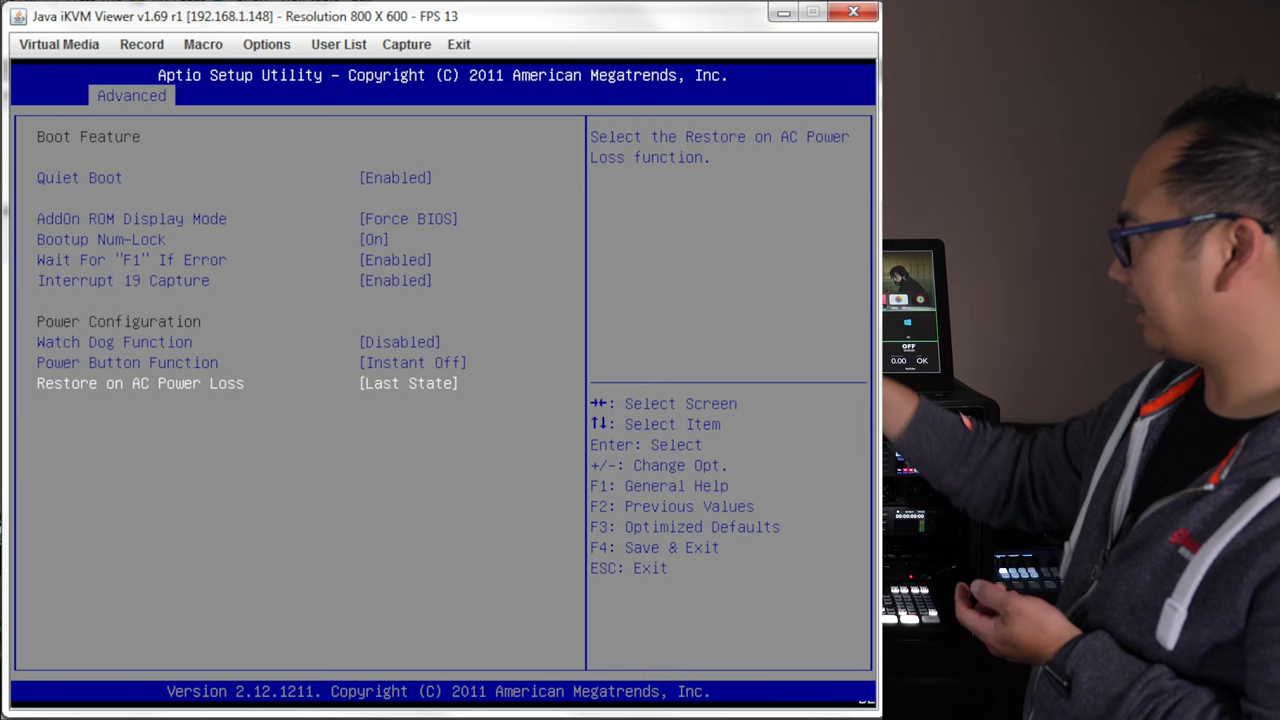 Java iKVM Viewer v1.69 r1 [192.168.1.148] - Resolution 800 X 600 - FPS 13
Virtual Media Record Macro Options User List Capture Exit
Aptio Setup Utility – Copyright (C) 2011 American Megatrends, Inc.
Advanced
Boot Feature
Quiet Boot [Enabled]
AddOn ROM Display Mode [Force BIOS]
Bootup Num-Lock [On]
Wait For "F1" If Error [Enabled]
Interrupt 19 Capture [Enabled]
Power Configuration
Watch Dog Function [Disabled]
Power Button Function [Instant Off]
Restore on AC Power Loss [Last State]
Select the Restore on AC Power
Loss function.
→←: Select Screen
↑↓: Select Item
Enter: Select
+/-: Change Opt.
F1: General Help
F2: Previous Values
F3: Optimized Defaults
F4: Save & Exit
ESC: Exit
Version 2.12.1211. Copyright (C) 2011 American Megatrends, Inc.
OFF
0.00 OK